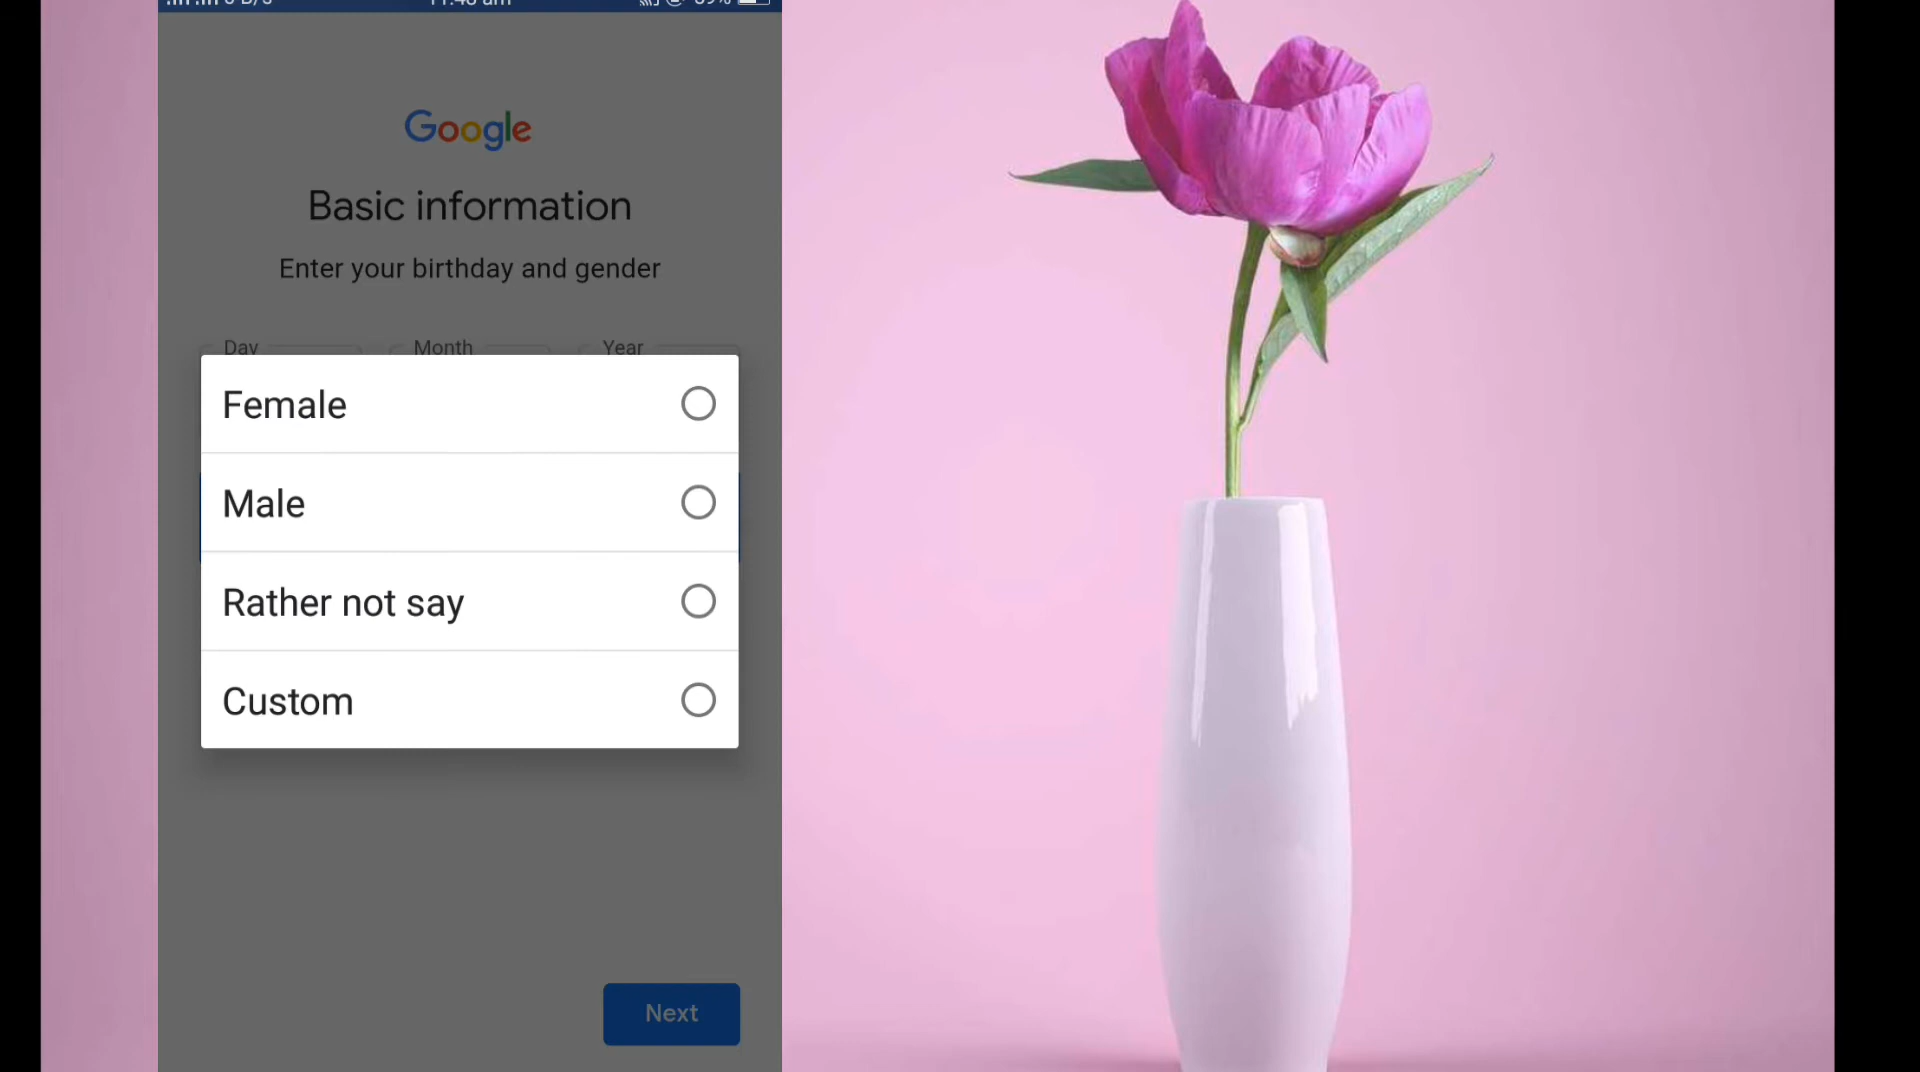 Google
Basic information
Enter your birthday and gender
Day Month Year
Female
Male
Rather not say
Custom
Next